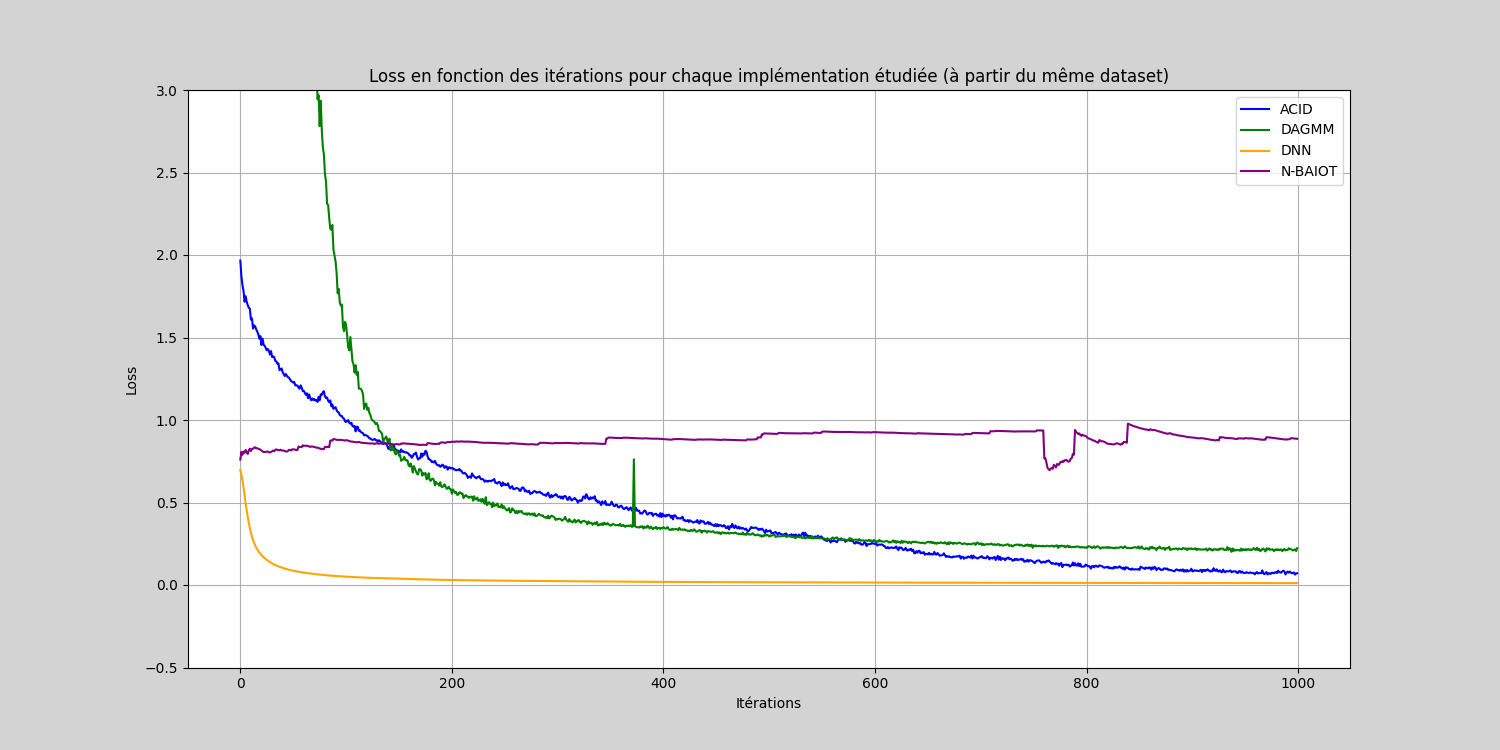 Loss en fonction des itérations pour chaque implémentation étudiée (à partir du même dataset)
3.0
2.5
2.0
1.5
1.0
0.5
0.0
−0.5
Loss
ACID
DAGMM
DNN
N-BAIOT
0 200 400 600 800 1000
Itérations